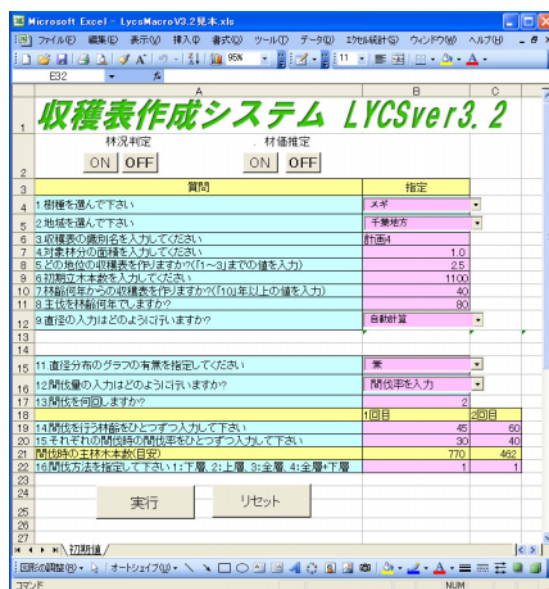 Microsoft Excel - LycsMacroV3.2見本.xls
ファイル(F) 編集(E) 表示(V) 挿入(I) 書式(O) ツール(T) データ(D) エクセル統計(S) ウィンドウ(W) ヘルプ(H)
95% 11
E32 fx
A B C
1 収穫表作成システム LYCSver3.2
林況判定 . 材価推定
2 ON OFF ON OFF
3 質問 指定
4 1.樹種を選んで下さい スギ
5 2.地域を選んで下さい 千葉地方
6 3.収穫表の識別名を入力してください 計画4
7 4.対象林分の面積を入力してください 1.0
8 5.どの地位の収穫表を作りますか?(「1~3」までの値を入力) 2.5
9 6.初期立木本数を入力してください 1100
10 7.林齢何年からの収穫表を作りますか?(「10」年以上の値を入力) 40
11 8.主伐を林齢何年でしますか? 80
12 9.直径の入力はどのように行いますか? 自動計算
13
14
15 11.直径分布のグラフの有無を指定してください 無
16 12.間伐量の入力はどのように行いますか? 間伐率を入力
17 13.間伐を何回しますか? 2
18 1回目 2回目
19 14.間伐を行う林齢をひとつずつ入力して下さい 45 60
20 15.それぞれの間伐時の間伐率をひとつずつ入力して下さい 30 40
21 間伐時の主林木本数(目安) 770 462
22 16.間伐方法を指定して下さい 1:下層, 2:上層, 3:全層, 4:全層+下層 1 1
23
24
実行 リセット
25
26
27
初期値
図形の調整(R) オートシェイプ(U)
コマンド NUM